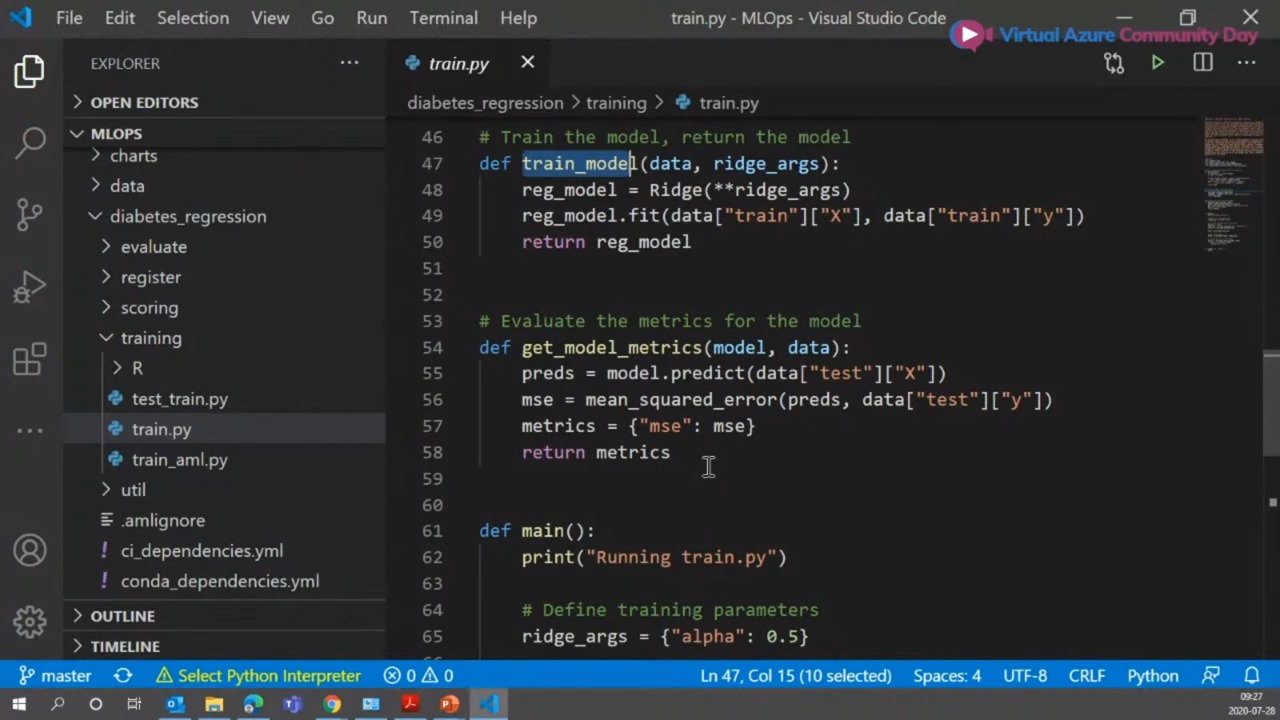 File Edit Selection View Go Run Terminal Help train.py - MLOps - Visual Studio Code
Virtual Azure Community Day
EXPLORER
OPEN EDITORS
MLOPS
charts
data
diabetes_regression
evaluate
register
scoring
training
R
test_train.py
train.py
train_aml.py
util
.amlignore
ci_dependencies.yml
conda_dependencies.yml
OUTLINE
TIMELINE
train.py
diabetes_regression > training > train.py
46 # Train the model, return the model
47 def train_model(data, ridge_args):
48 reg_model = Ridge(**ridge_args)
49 reg_model.fit(data["train"]["X"], data["train"]["y"])
50 return reg_model
51
52
53 # Evaluate the metrics for the model
54 def get_model_metrics(model, data):
55 preds = model.predict(data["test"]["X"])
56 mse = mean_squared_error(preds, data["test"]["y"])
57 metrics = {"mse": mse}
58 return metrics
59
60
61 def main():
62 print("Running train.py")
63
64 # Define training parameters
65 ridge_args = {"alpha": 0.5}
master Select Python Interpreter 0 0 Ln 47, Col 15 (10 selected) Spaces: 4 UTF-8 CRLF Python
09:27
2020-07-28